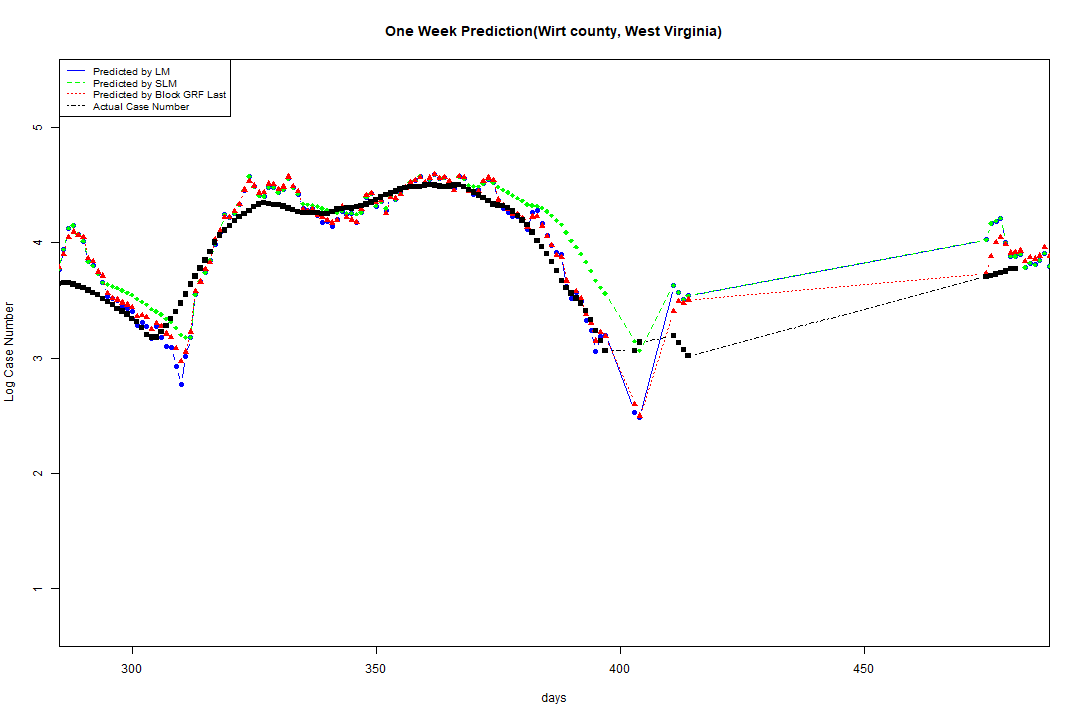 One Week Prediction(Wirt county, West Virginia)
Predicted by LM
Predicted by SLM
Predicted by Block GRF Last
Actual Case Number
5
4
3
2
1
Log Case Number
300 350 400 450
days